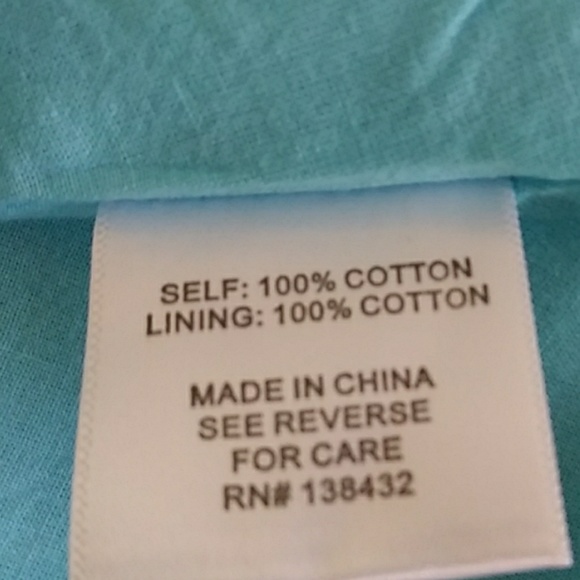 SELF: 100% COTTON
LINING: 100% COTTON
MADE IN CHINA
SEE REVERSE
FOR CARE
RN# 138432